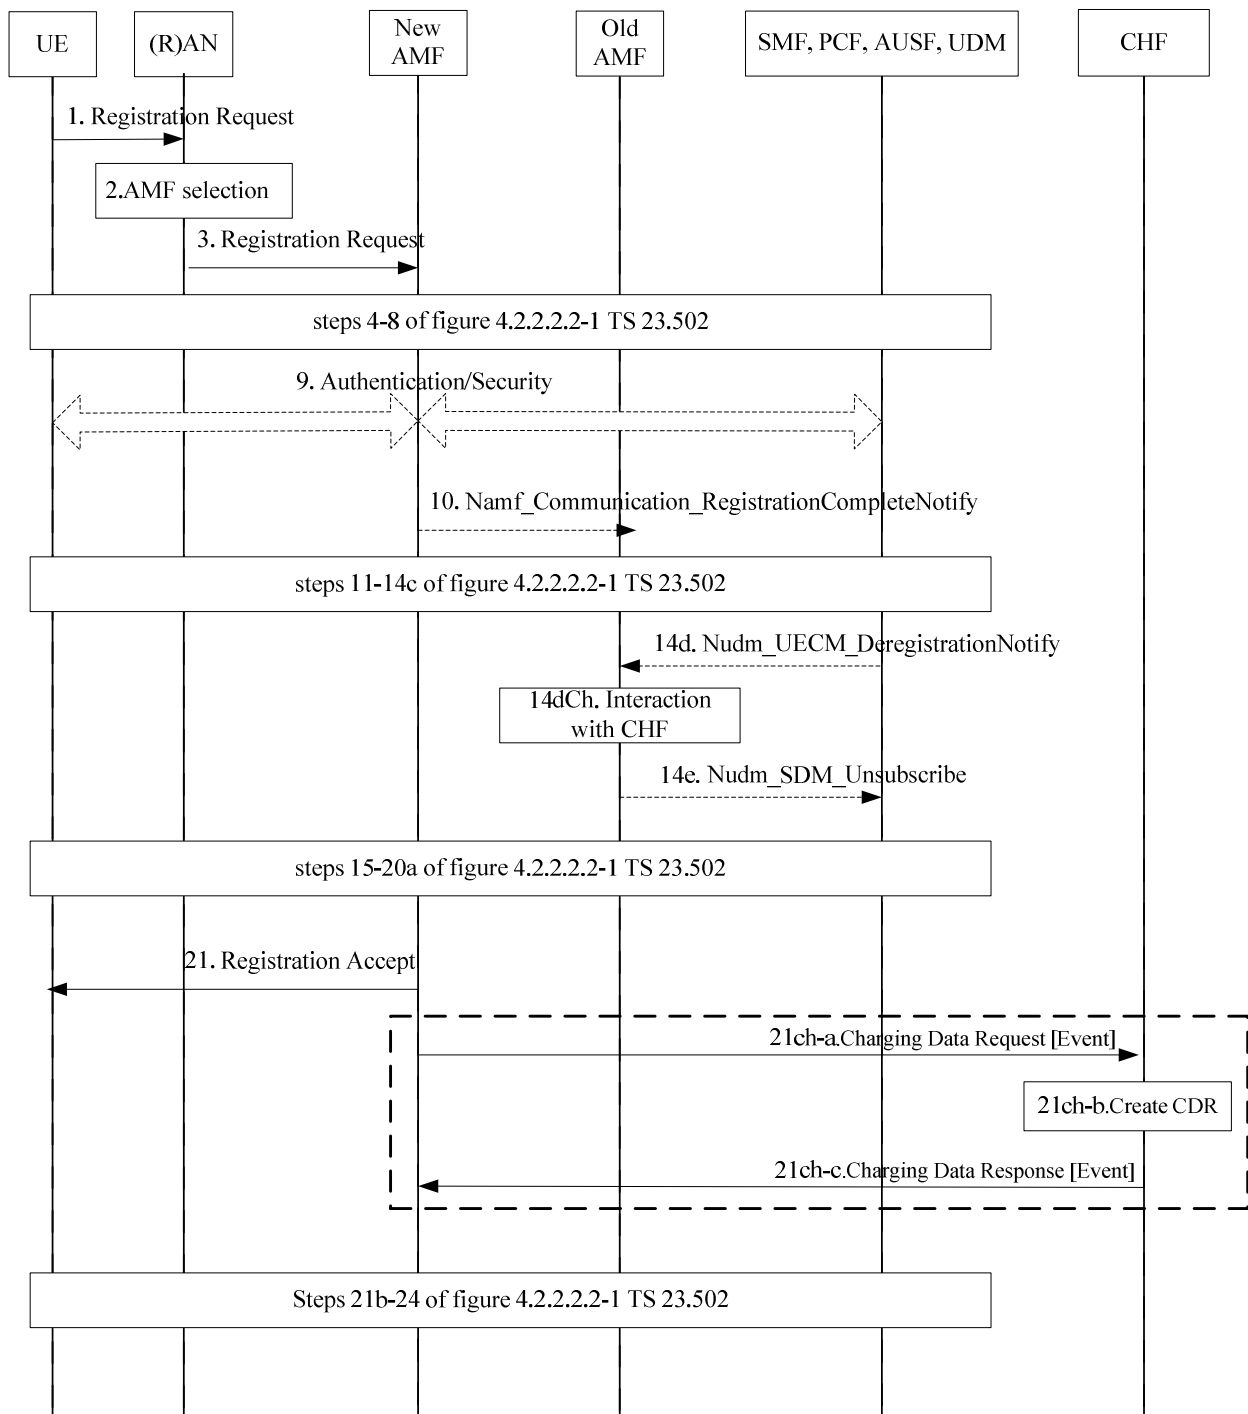 UE
(R)AN
New
AMF
Old
AMF
SMF, PCF, AUSF, UDM
CHF
1. Registration Request
2.AMF selection
3. Registration Request
steps 4-8 of figure 4.2.2.2.2-1 TS 23.502
9. Authentication/Security
10. Namf_Communication_RegistrationCompleteNotify
steps 11-14c of figure 4.2.2.2.2-1 TS 23.502
14d. Nudm_UECM_DeregistrationNotify
14dCh. Interaction
with CHF
14e. Nudm_SDM_Unsubscribe
steps 15-20a of figure 4.2.2.2.2-1 TS 23.502
21. Registration Accept
21ch-a.Charging Data Request [Event]
21ch-b.Create CDR
21ch-c.Charging Data Response [Event]
Steps 21b-24 of figure 4.2.2.2.2-1 TS 23.502